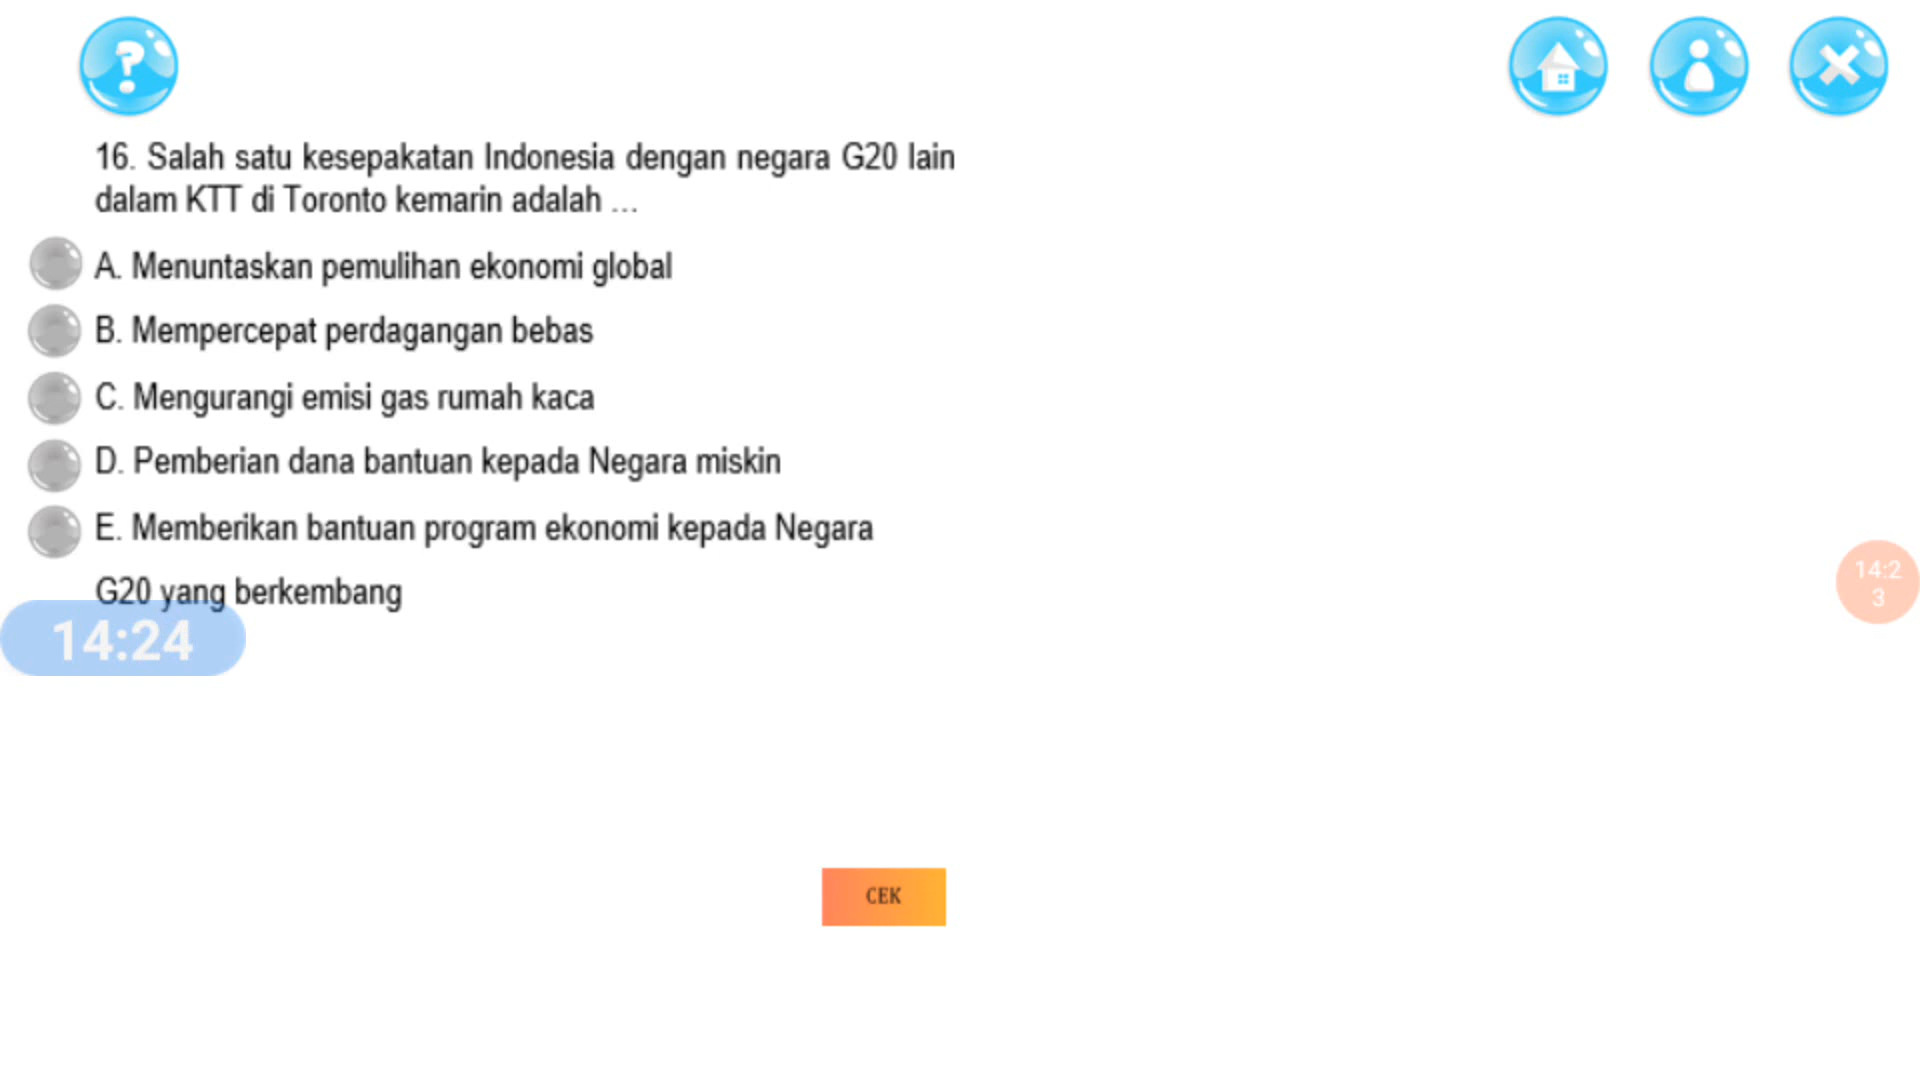 ?
16. Salah satu kesepakatan Indonesia dengan negara G20 lain
dalam KTT di Toronto kemarin adalah ...
A. Menuntaskan pemulihan ekonomi global
B. Mempercepat perdagangan bebas
C. Mengurangi emisi gas rumah kaca
D. Pemberian dana bantuan kepada Negara miskin
E. Memberikan bantuan program ekonomi kepada Negara
G20 yang berkembang
14:2
3
14:24
CEK